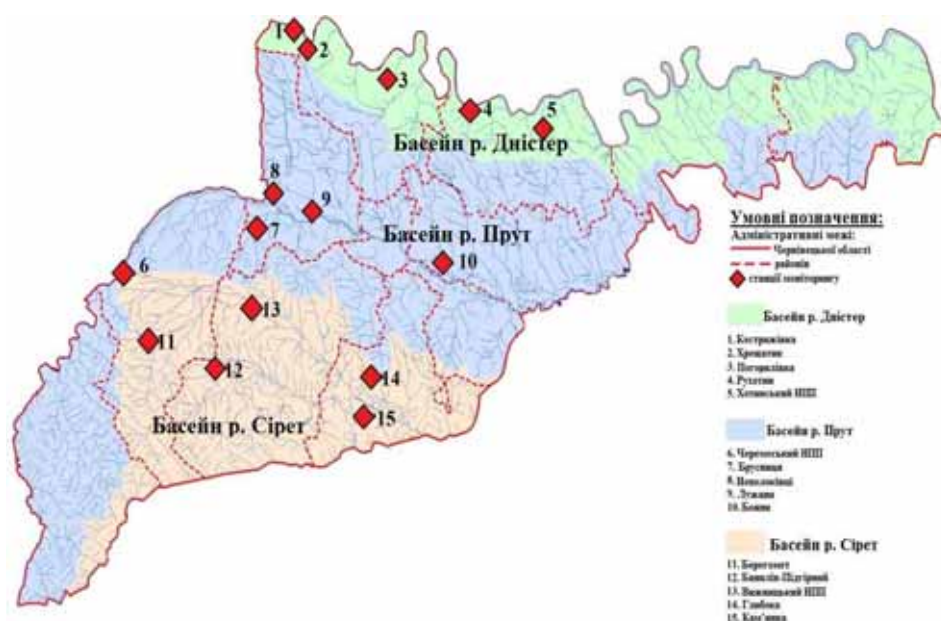 1
2
3
4
5
Басейн р. Дністер
8
9
7
Басейн р. Прут
10
6
13
11
12
14
15
Басейн р. Сірет
Умовні позначення:
Адміністративні межі:
Чернівецької області
районів
станції моніторингу
Басейн р. Дністер
1. Кострижівка
2. Хрещатик
3. Погорилівка
4. Рухотин
5. Хотинський НПП
Басейн р. Прут
6. Черемоський НПП
7. Брусниця
8. Неполоківці
9. Лужани
10. Бояни
Басейн р. Сірет
11. Берегомет
12. Банилів-Підгірний
13. Вижницький НПП
14. Глибока
15. Кам'янка